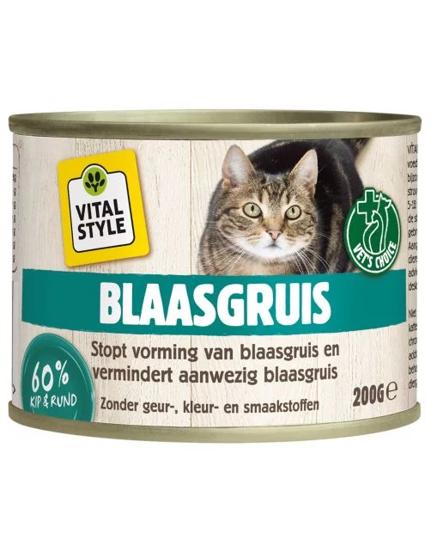 VITAL
STYLE
VET'S CHOICE
BLAASGRUIS
Stopt vorming van blaasgruis en
vermindert aanwezig blaasgruis
60%
KIP & RUND
Zonder geur-, kleur- en smaakstoffen
200G℮